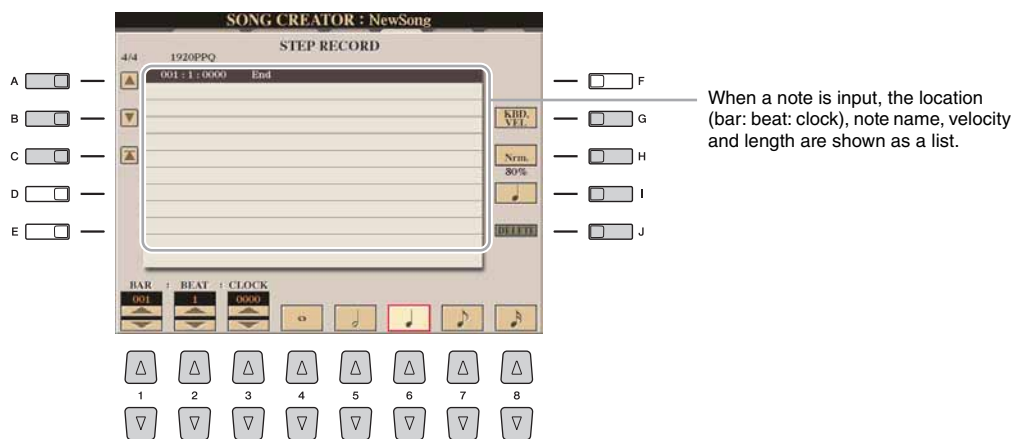 SONG CREATOR : NewSong
STEP RECORD
4/4 1920PPQ
001 : 1 : 0000 End
A
B
C
D
E
F
G
H
I
J
KBD.
VEL.
Nrm.
80%
DELETE
When a note is input, the location
(bar: beat: clock), note name, velocity
and length are shown as a list.
BAR : BEAT : CLOCK
001 1 0000
1 2 3 4 5 6 7 8